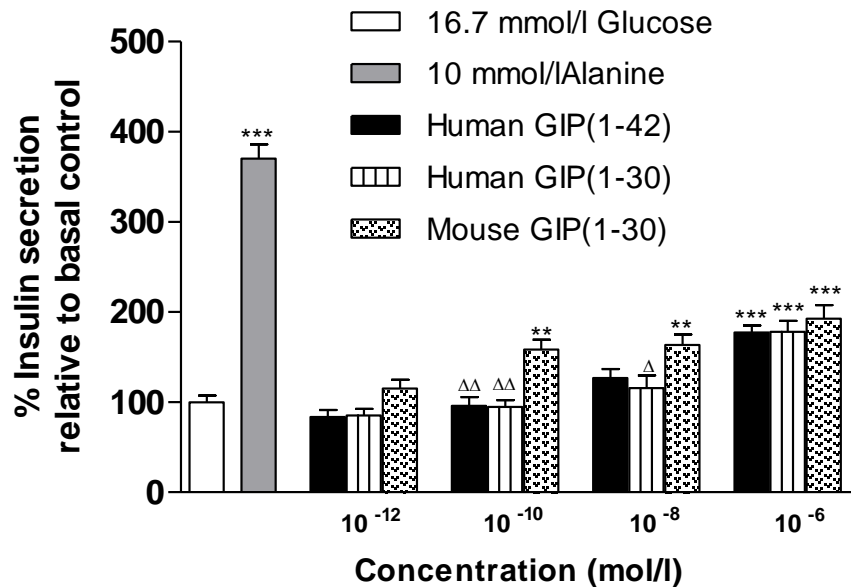 16.7 mmol/l Glucose
10 mmol/lAlanine
Human GIP(1-42)
Human GIP(1-30)
Mouse GIP(1-30)
% Insulin secretion
relative to basal control
500
400
300
200
100
0
***
ΔΔ ΔΔ **
Δ **
*** *** ***
10 -12 10 -10 10 -8 10 -6
Concentration (mol/l)